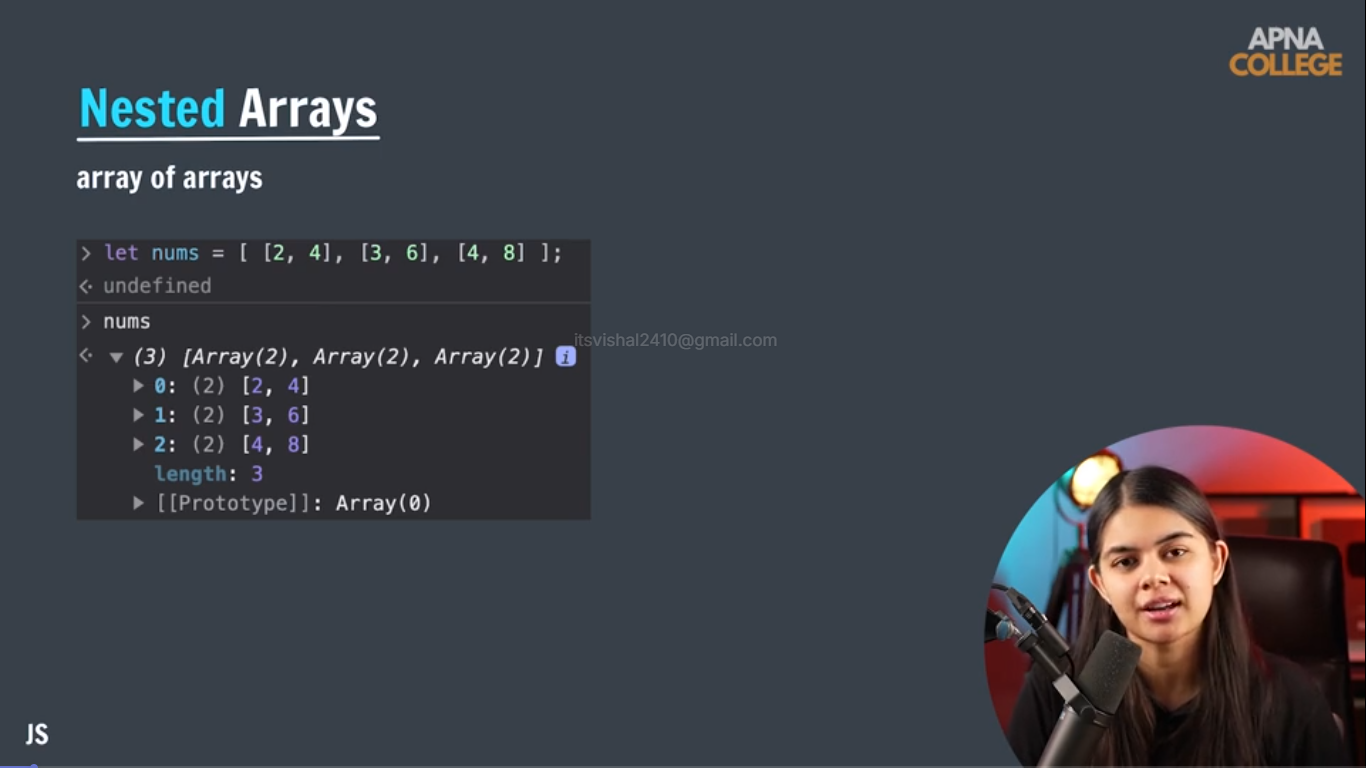 APNA
COLLEGE
Nested Arrays
array of arrays
> let nums = [ [2, 4], [3, 6], [4, 8] ];
<· undefined
> nums
itsvishal2410@gmail.com
<· ▼ (3) [Array(2), Array(2), Array(2)] i
▶ 0: (2) [2, 4]
▶ 1: (2) [3, 6]
▶ 2: (2) [4, 8]
length: 3
▶ [[Prototype]]: Array(0)
JS